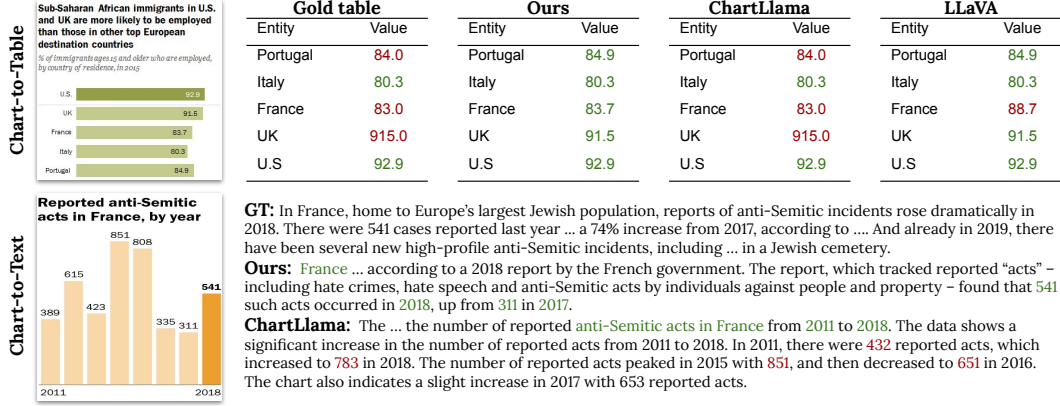 Chart-to-Table
Sub-Saharan African immigrants in U.S.
and UK are more likely to be employed
than those in other top European
destination countries
% of immigrants ages 15 and older who are employed,
by country of residence, in 2015
U.S. 92.9
UK 91.5
France 83.7
Italy 80.3
Portugal 84.9
Gold table Ours ChartLlama LLaVA
Entity Value Entity Value Entity Value Entity Value
Portugal 84.0 Portugal 84.9 Portugal 84.0 Portugal 84.9
Italy 80.3 Italy 80.3 Italy 80.3 Italy 80.3
France 83.0 France 83.7 France 83.0 France 88.7
UK 915.0 UK 91.5 UK 915.0 UK 91.5
U.S 92.9 U.S 92.9 U.S 92.9 U.S 92.9
Chart-to-Text
Reported anti-Semitic
acts in France, by year
389 615 423 851 808 335 311 541
2011 2018
GT: In France, home to Europe's largest Jewish population, reports of anti-Semitic incidents rose dramatically in
2018. There were 541 cases reported last year ... a 74% increase from 2017, according to .... And already in 2019, there
have been several new high-profile anti-Semitic incidents, including ... in a Jewish cemetery.
Ours: France ... according to a 2018 report by the French government. The report, which tracked reported "acts" –
including hate crimes, hate speech and anti-Semitic acts by individuals against people and property – found that 541
such acts occurred in 2018, up from 311 in 2017.
ChartLlama: The ... the number of reported anti-Semitic acts in France from 2011 to 2018. The data shows a
significant increase in the number of reported acts from 2011 to 2018. In 2011, there were 432 reported acts, which
increased to 783 in 2018. The number of reported acts peaked in 2015 with 851, and then decreased to 651 in 2016.
The chart also indicates a slight increase in 2017 with 653 reported acts.